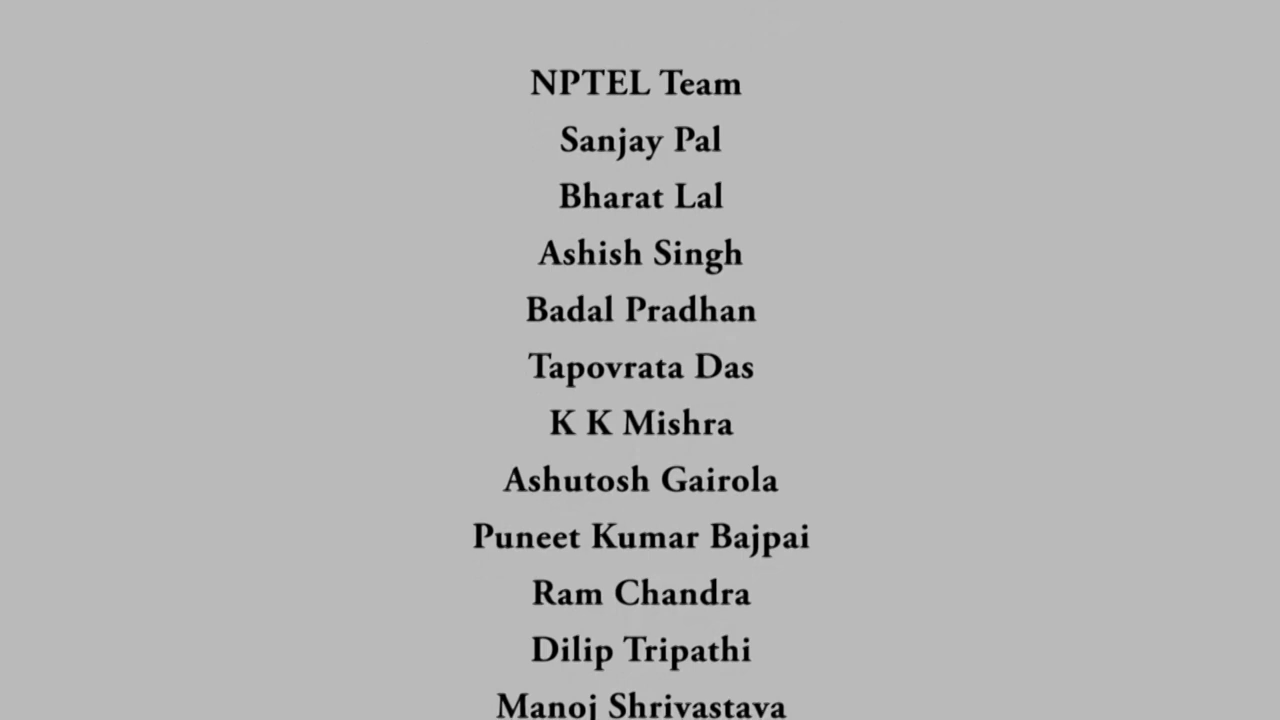 NPTEL Team
Sanjay Pal
Bharat Lal
Ashish Singh
Badal Pradhan
Tapovrata Das
K K Mishra
Ashutosh Gairola
Puneet Kumar Bajpai
Ram Chandra
Dilip Tripathi
Manoj Shrivastava